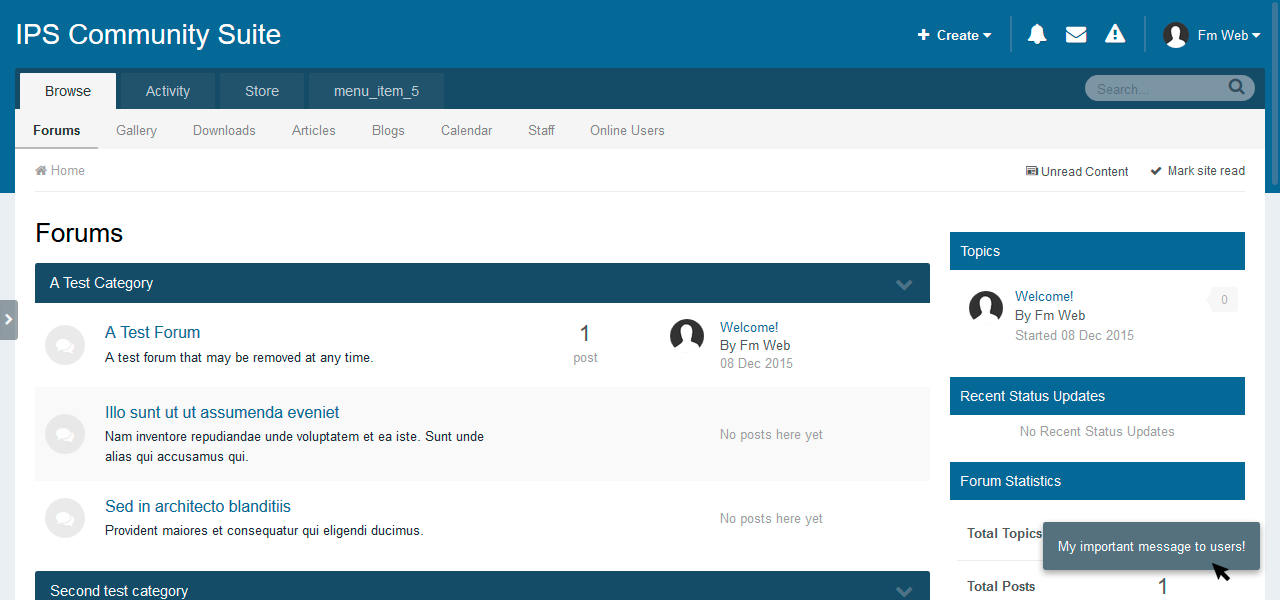 IPS Community Suite
Create
Fm Web
Browse
Activity
Store
menu_item_5
Search...
Forums
Gallery
Downloads
Articles
Blogs
Calendar
Staff
Online Users
Home
Unread Content
Mark site read
Forums
A Test Category
A Test Forum
A test forum that may be removed at any time.
1
post
Welcome!
By Fm Web
08 Dec 2015
Illo sunt ut ut assumenda eveniet
Nam inventore repudiandae unde voluptatem et ea iste. Sunt unde
alias qui accusamus qui.
No posts here yet
Sed in architecto blanditiis
Provident maiores et consequatur qui eligendi ducimus.
No posts here yet
Second test category
Topics
Welcome!
By Fm Web
Started 08 Dec 2015
0
Recent Status Updates
No Recent Status Updates
Forum Statistics
Total Topics
My important message to users!
Total Posts
1